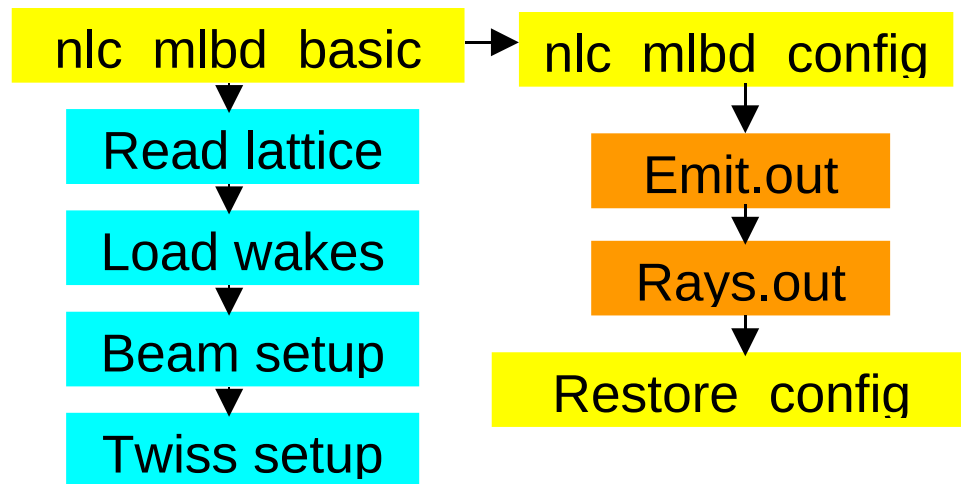 nlc mlbd basic
Read lattice
Load wakes
Beam setup
Twiss setup
nlc mlbd config
Emit.out
Rays.out
Restore config